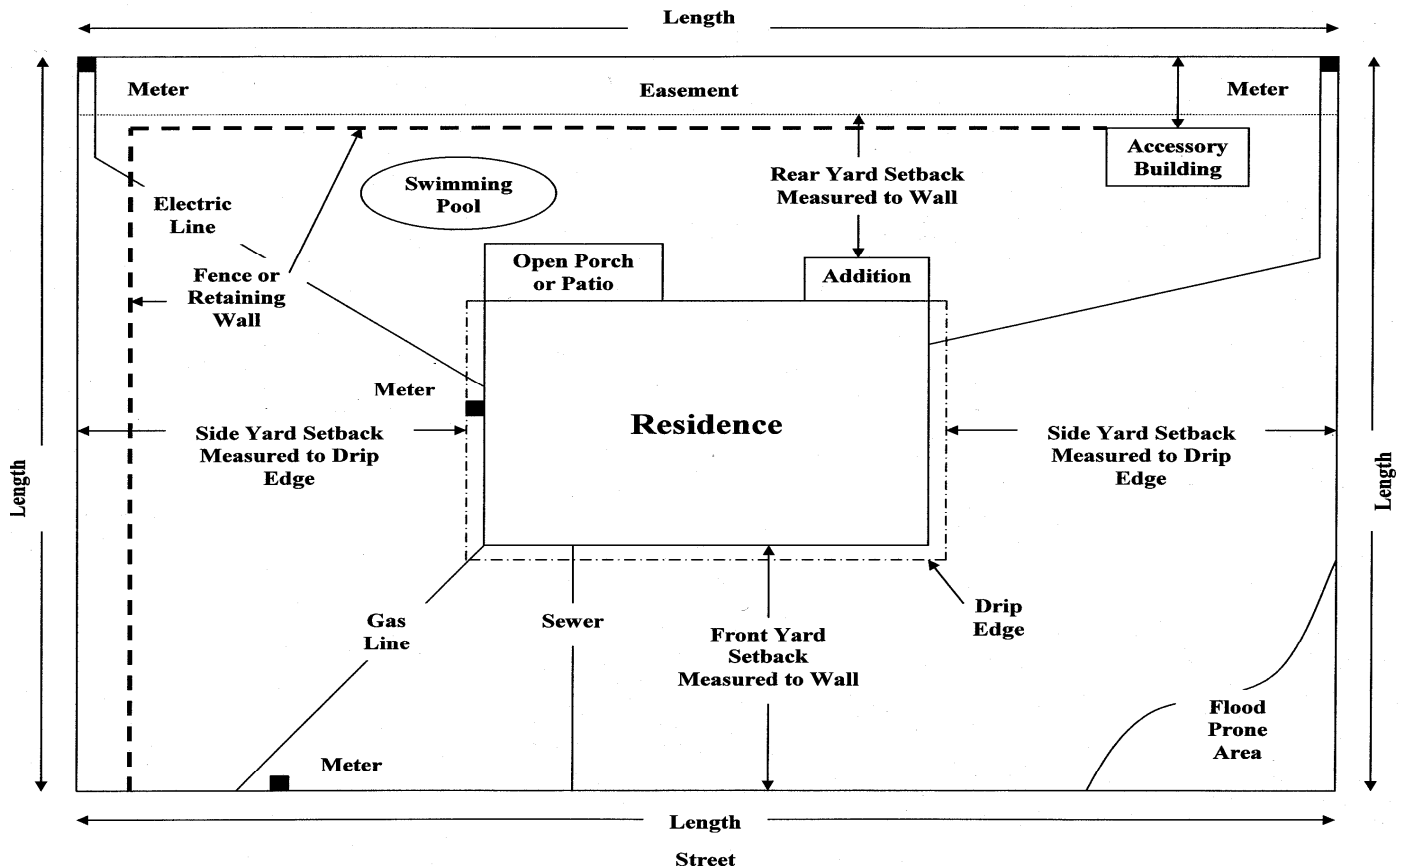 Length
Meter
Easement
Meter
Accessory
Building
Rear Yard Setback
Measured to Wall
Swimming
Pool
Electric
Line
Open Porch
or Patio
Addition
Fence or
Retaining
Wall
Meter
Residence
Side Yard Setback
Measured to Drip
Edge
Side Yard Setback
Measured to Drip
Edge
Length
Length
Gas
Line
Sewer
Front Yard
Setback
Measured to Wall
Drip
Edge
Flood
Prone
Area
Meter
Length
Street